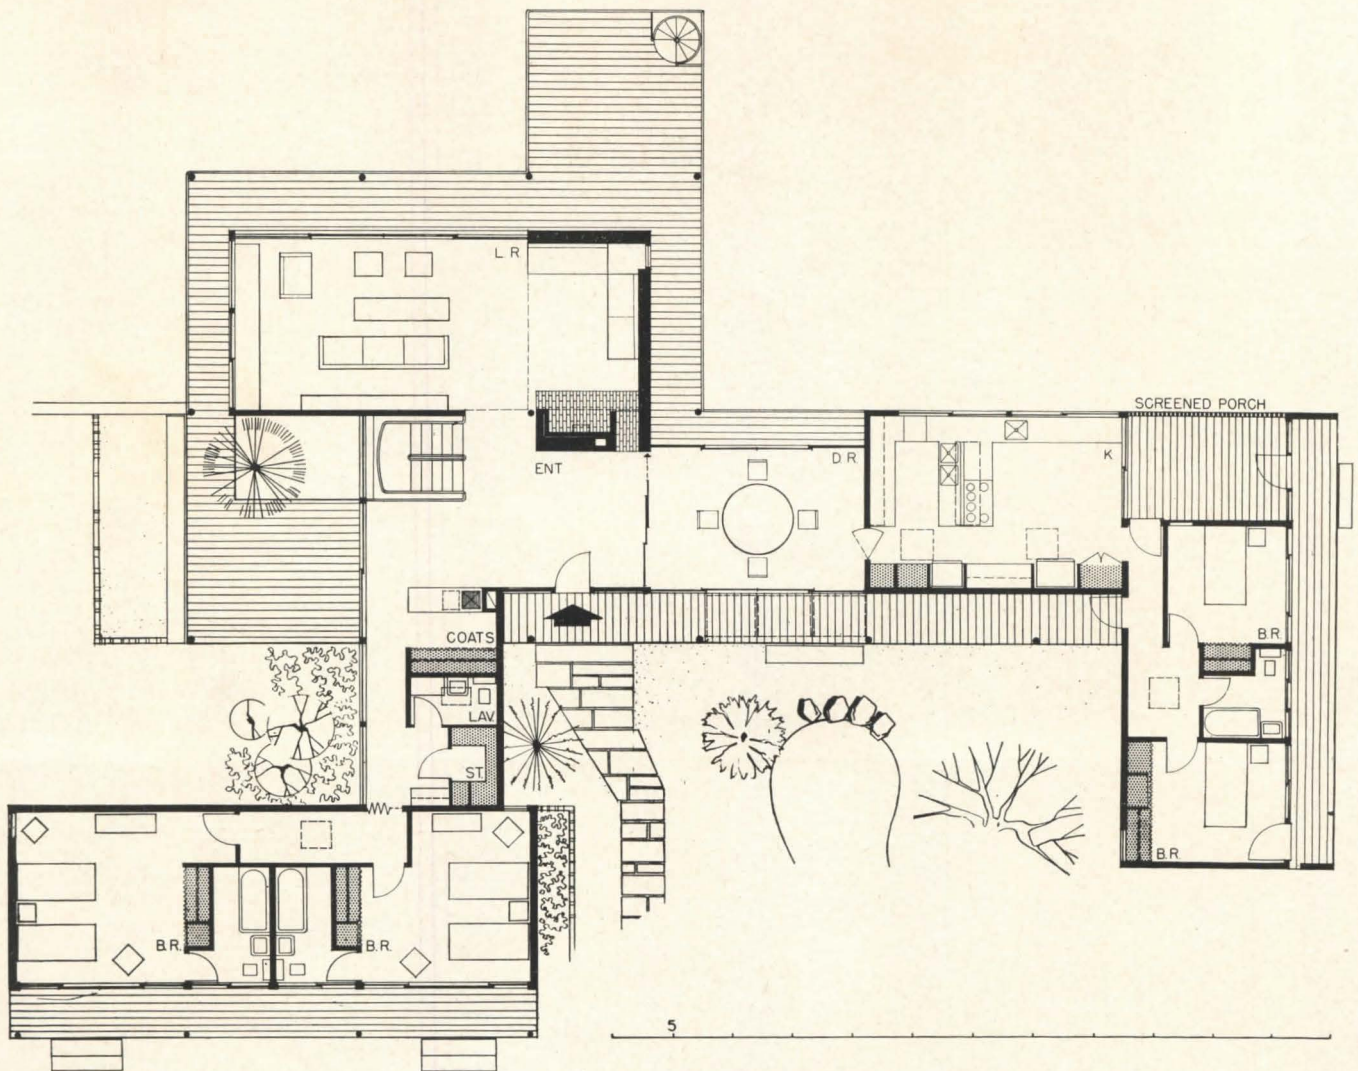 L.R
SCREENED PORCH
D.R
K
ENT
COATS
B.R.
LAV.
ST.
B.R.
B.R.
B.R.
5